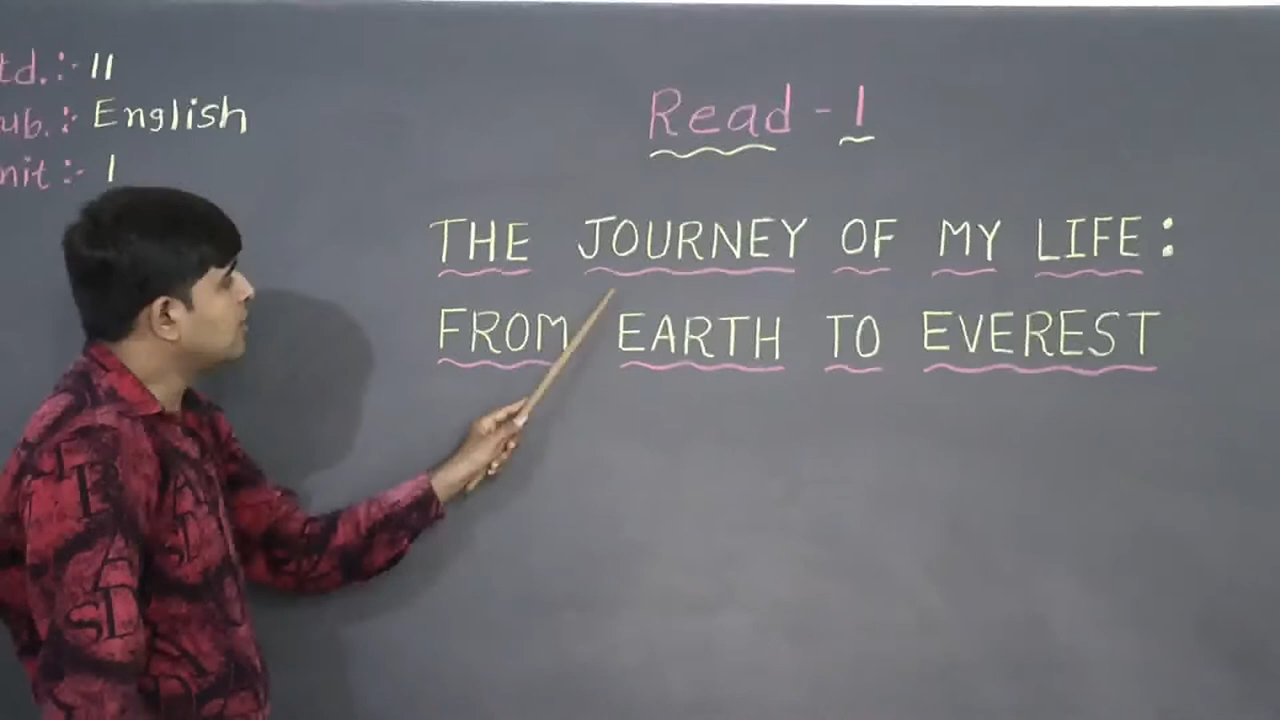 td. :- 11
ub. :- English
nit :- 1
Read - 1
THE JOURNEY OF MY LIFE :
FROM EARTH TO EVEREST